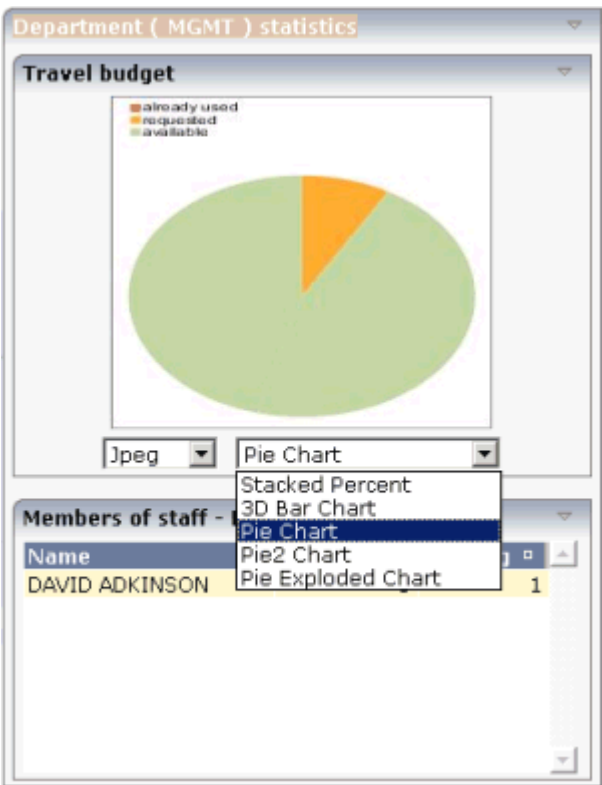 Department ( MGMT ) statistics
Travel budget
already used
requested
available
Jpeg Pie Chart
Stacked Percent
3D Bar Chart
Pie Chart
Pie2 Chart
Pie Exploded Chart
Members of staff -
Name
DAVID ADKINSON 1